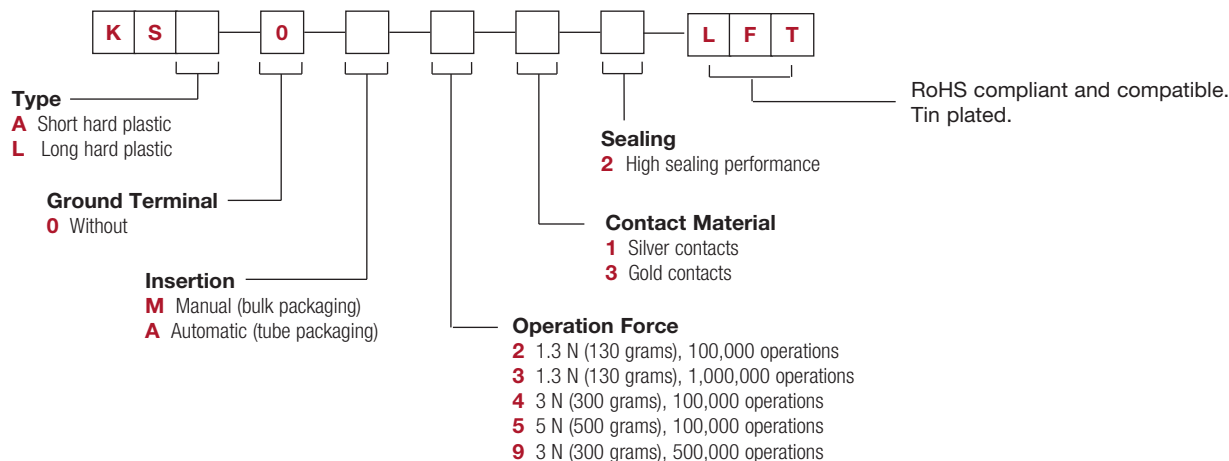 K S 0 L F T
Type
A Short hard plastic
L Long hard plastic
RoHS compliant and compatible.
Tin plated.
Sealing
2 High sealing performance
Ground Terminal
0 Without
Contact Material
1 Silver contacts
3 Gold contacts
Insertion
M Manual (bulk packaging)
A Automatic (tube packaging)
Operation Force
2 1.3 N (130 grams), 100,000 operations
3 1.3 N (130 grams), 1,000,000 operations
4 3 N (300 grams), 100,000 operations
5 5 N (500 grams), 100,000 operations
9 3 N (300 grams), 500,000 operations